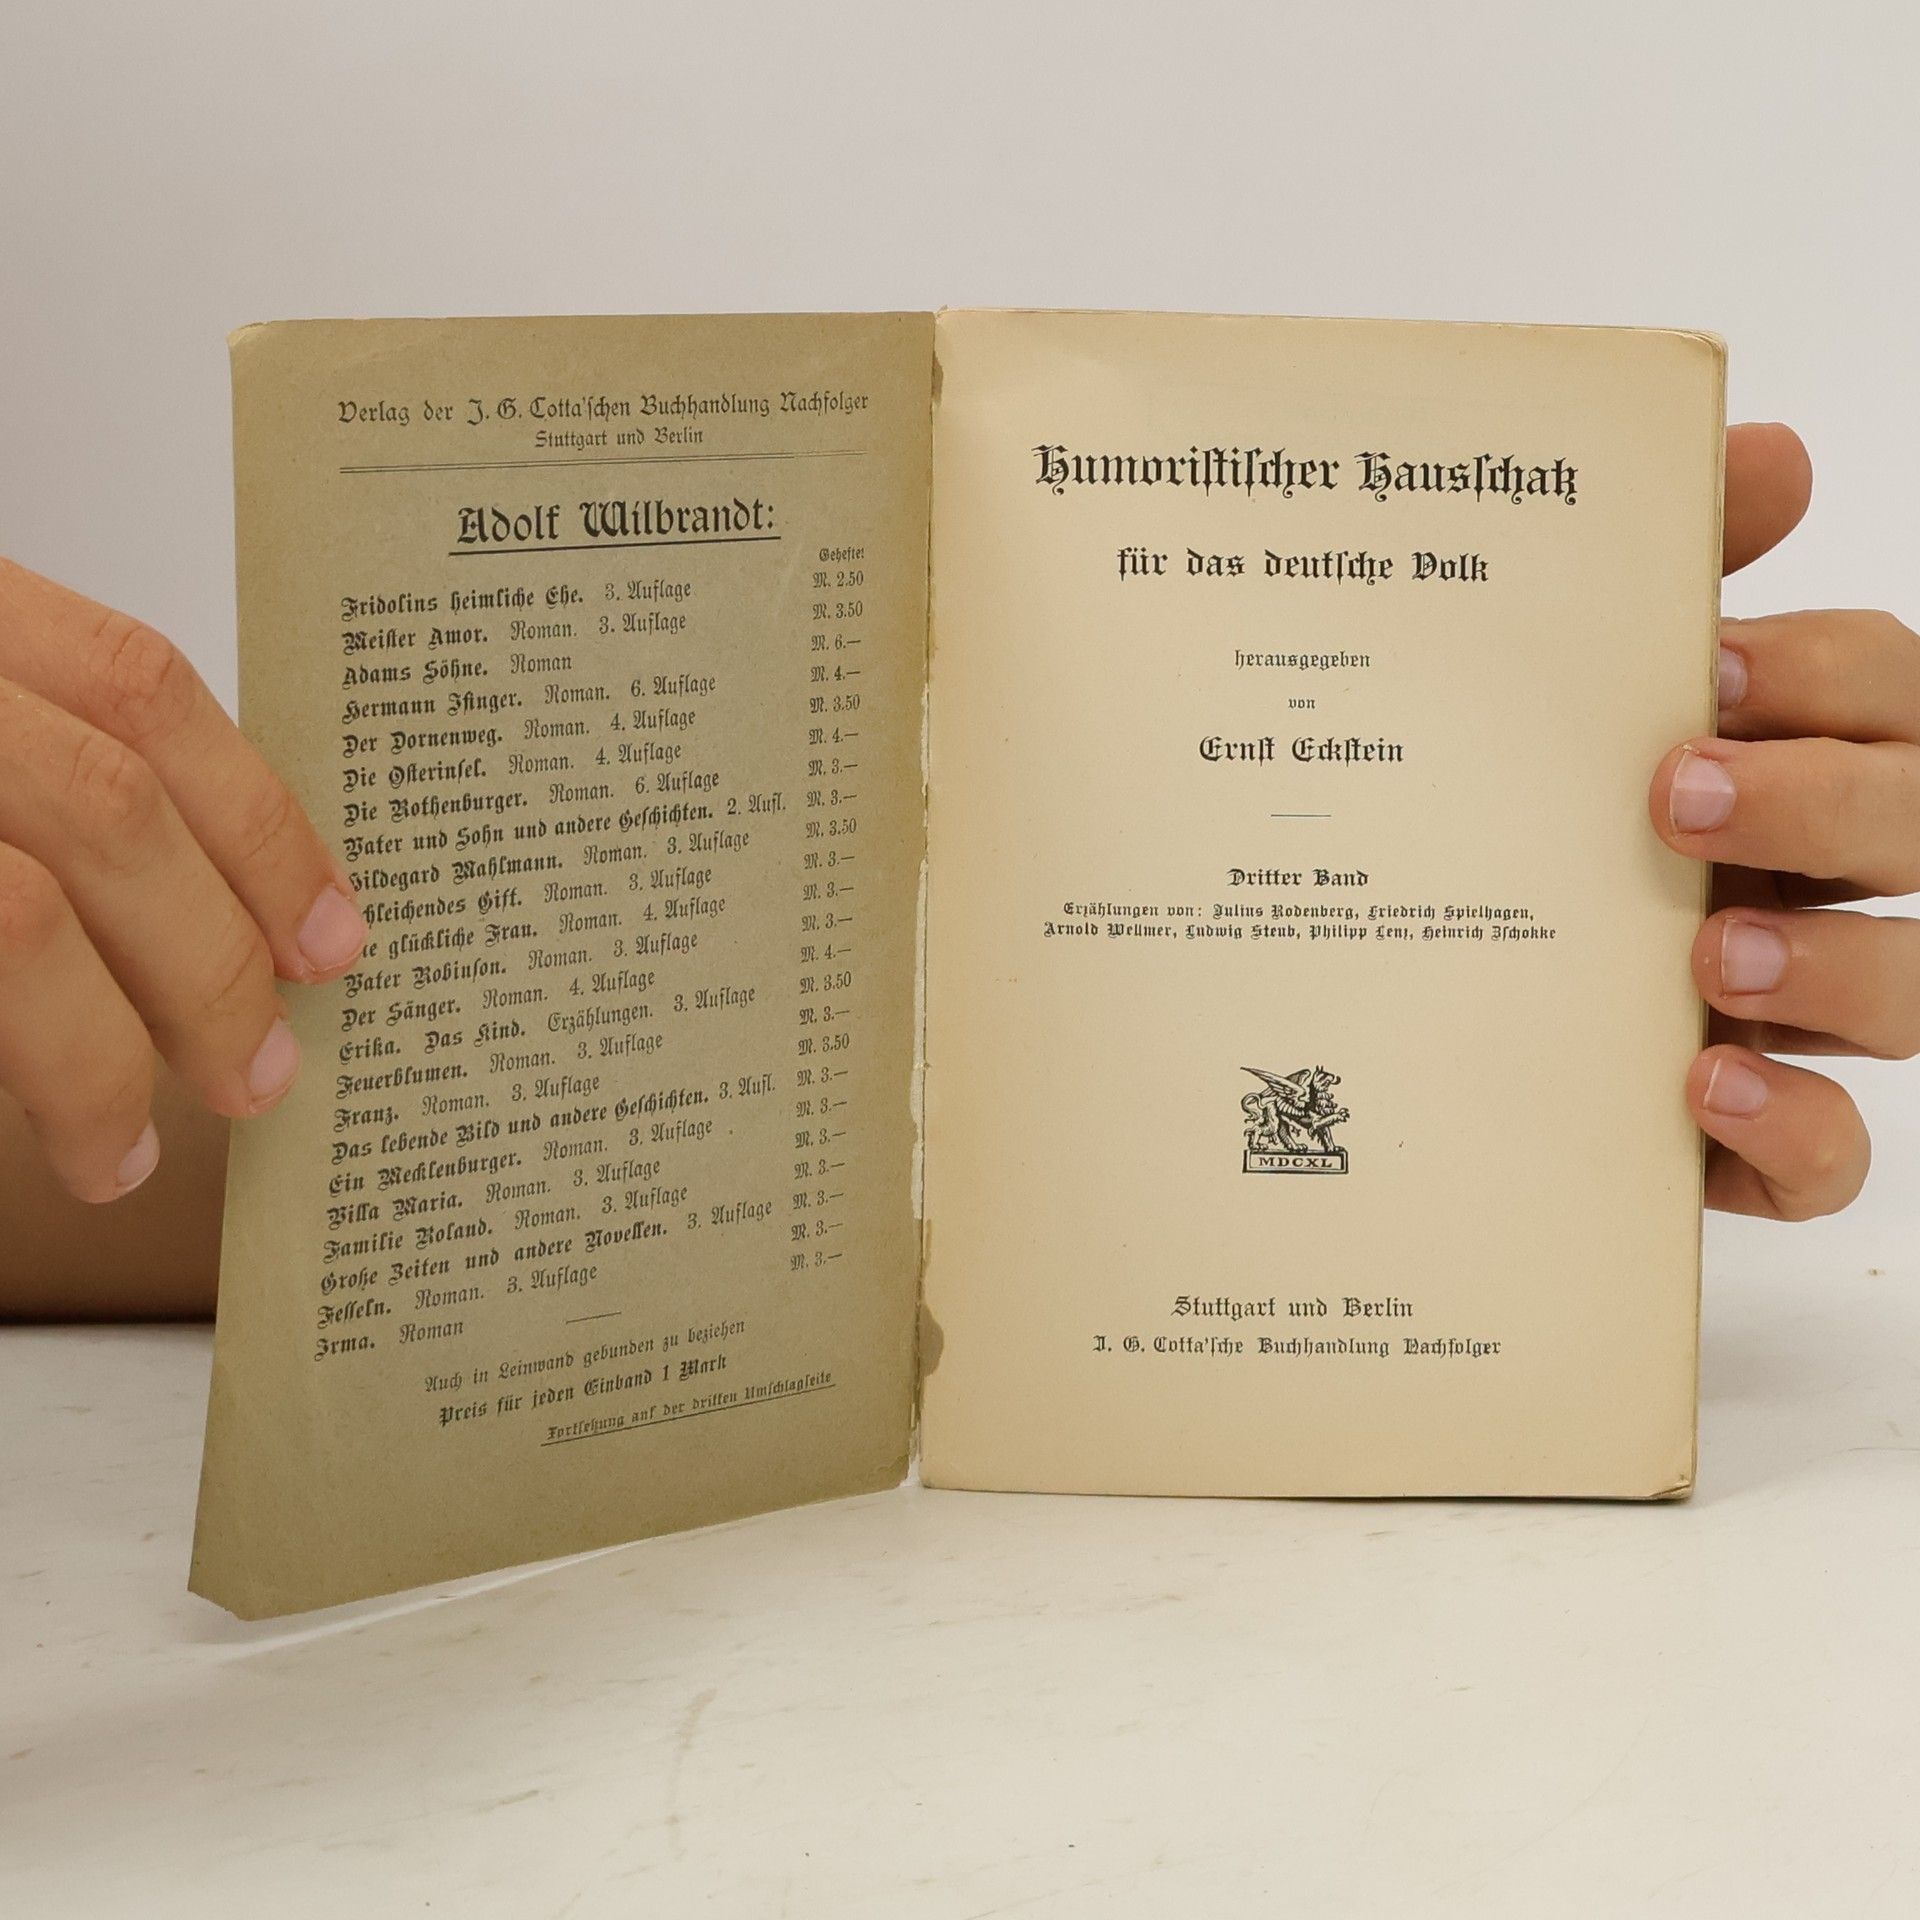 Verlag der J. G. Cotta'schen Buchhandlung Nachfolger
Stuttgart und Berlin
Adolf Wilbrandt:
Geheftet
Fridolins heimliche Ehe. 3. Auflage M. 2.50
Meister Amor. Roman. 3. Auflage M. 3.50
Adams Söhne. Roman M. 6.—
Hermann Ifinger. Roman. 6. Auflage M. 4.—
Der Dornenweg. Roman. 4. Auflage M. 3.50
Die Osterinsel. Roman. 4. Auflage M. 4.—
Die Rothenburger. Roman. 6. Auflage M. 3.—
Vater und Sohn und andere Geschichten. 2. Aufl. M. 3.—
Hildegard Mahlmann. Roman. 3. Auflage M. 3.50
chleichendes Gift. Roman. 3. Auflage M. 3.—
glückliche Frau. Roman. 4. Auflage M. 3.—
Vater Robinson. Roman. 3. Auflage M. 3.—
Der Sänger. Roman. 4. Auflage M. 4.—
Erika. Das Kind. Erzählungen. 3. Auflage M. 3.50
Feuerblumen. Roman. 3. Auflage M. 3.—
Franz. Roman. 3. Auflage M. 3.50
Das lebende Bild und andere Geschichten. 3. Aufl. M. 3.—
Ein Mecklenburger. Roman. 3. Auflage M. 3.—
Villa Maria. Roman. 3. Auflage M. 3.—
Familie Roland. Roman. 3. Auflage M. 3.—
Große Zeiten und andere Novellen. 3. Auflage M. 3.—
Fesseln. Roman. 3. Auflage M. 3.—
Irma. Roman M. 3.—
Auch in Leinwand gebunden zu beziehen
Preis für jeden Einband 1 Mark
Fortsetzung auf der dritten Umschlagseite
Humoristischer Hausschatz
für das deutsche Volk
herausgegeben
von
Ernst Eckstein
Dritter Band
Erzählungen von: Julius Rodenberg, Friedrich Spielhagen,
Arnold Wellmer, Ludwig Steub, Philipp Lenz, Heinrich Zschokke
MDCXL
Stuttgart und Berlin
J. G. Cotta'sche Buchhandlung Nachfolger